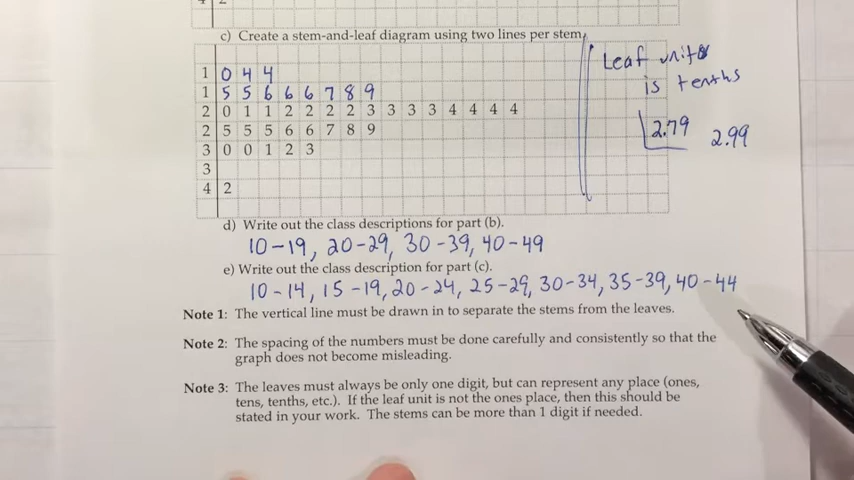 c) Create a stem-and-leaf diagram using two lines per stem.
1 0 4 4
1 5 5 6 6 6 7 8 9
2 0 1 1 2 2 2 2 3 3 3 3 4 4 4 4
2 5 5 5 6 6 7 8 9
3 0 0 1 2 3
3
4 2
Leaf unit
is tenths
2.79
2.99
d) Write out the class descriptions for part (b).
10-19, 20-29, 30-39, 40-49
e) Write out the class description for part (c).
10-14, 15-19, 20-24, 25-29, 30-34, 35-39, 40-44
Note 1: The vertical line must be drawn in to separate the stems from the leaves.
Note 2: The spacing of the numbers must be done carefully and consistently so that the
graph does not become misleading.
Note 3: The leaves must always be only one digit, but can represent any place (ones,
tens, tenths, etc.). If the leaf unit is not the ones place, then this should be
stated in your work. The stems can be more than 1 digit if needed.